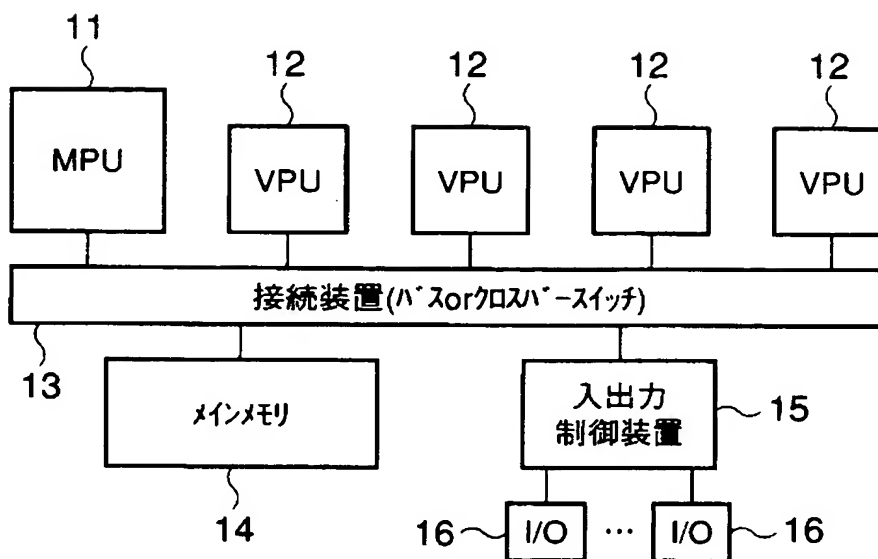 11
12
12
12
12
MPU
VPU
VPU
VPU
VPU
接続装置(バスorクロスバースイッチ)
13
メインメモリ
14
入出力
制御装置
15
16
I/O
…
I/O
16